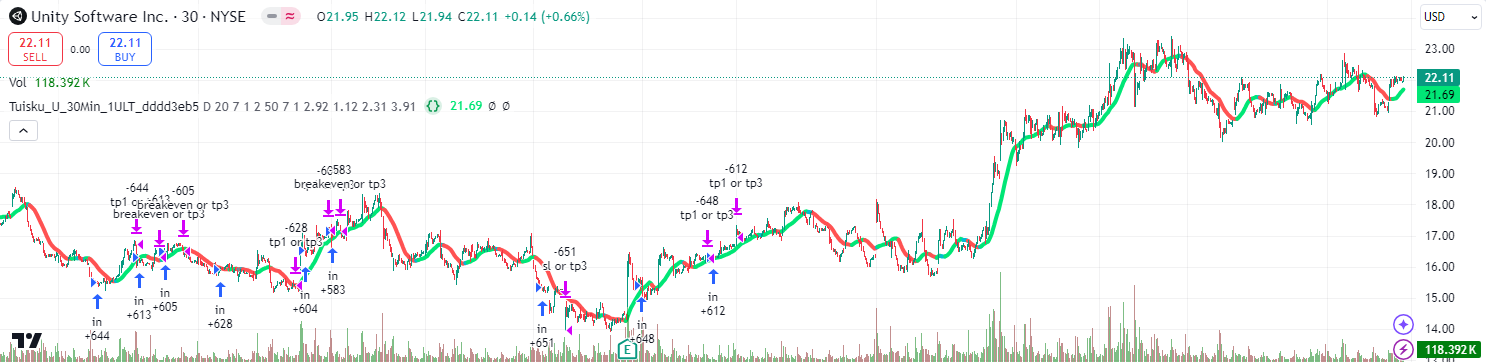 Unity Software Inc. · 30 · NYSE
O21.95 H22.12 L21.94 C22.11 +0.14 (+0.66%)
USD
22.11
SELL
0.00
22.11
BUY
Vol 118.392 K
Tuisku_U_30Min_1ULT_dddd3eb5 D 20 7 1 2 50 7 1 2.92 1.12 2.31 3.91
21.69 Ø Ø
23.00
22.11
21.69
21.00
20.00
19.00
18.00
17.00
16.00
15.00
14.00
118.392 K
-644
-605
breakeven or tp3
breakeven or tp3
-628
tp1 or tp3
-583
breakeven or tp3
-651
sl or tp3
-648
tp1 or tp3
-612
tp1 or tp3
in
+644
in
+613
in
+605
in
+628
in
+604
in
+583
in
+651
in
+648
in
+612
E